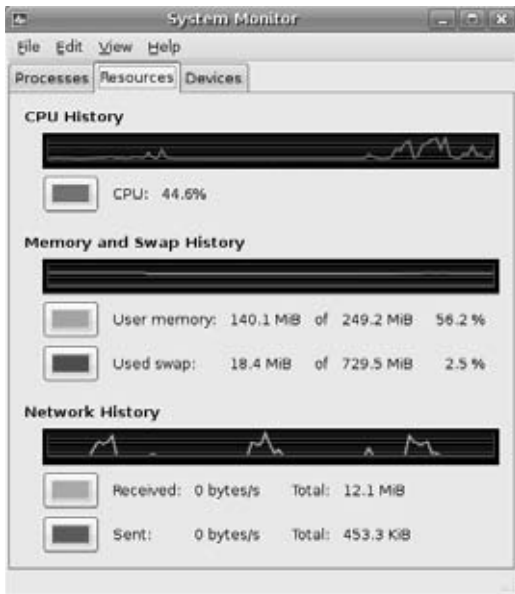 System Monitor
File Edit View Help
Processes Resources Devices
CPU History
CPU: 44.6%
Memory and Swap History
User memory: 140.1 MiB of 249.2 MiB 56.2 %
Used swap: 18.4 MiB of 729.5 MiB 2.5 %
Network History
Received: 0 bytes/s Total: 12.1 MiB
Sent: 0 bytes/s Total: 453.3 KiB